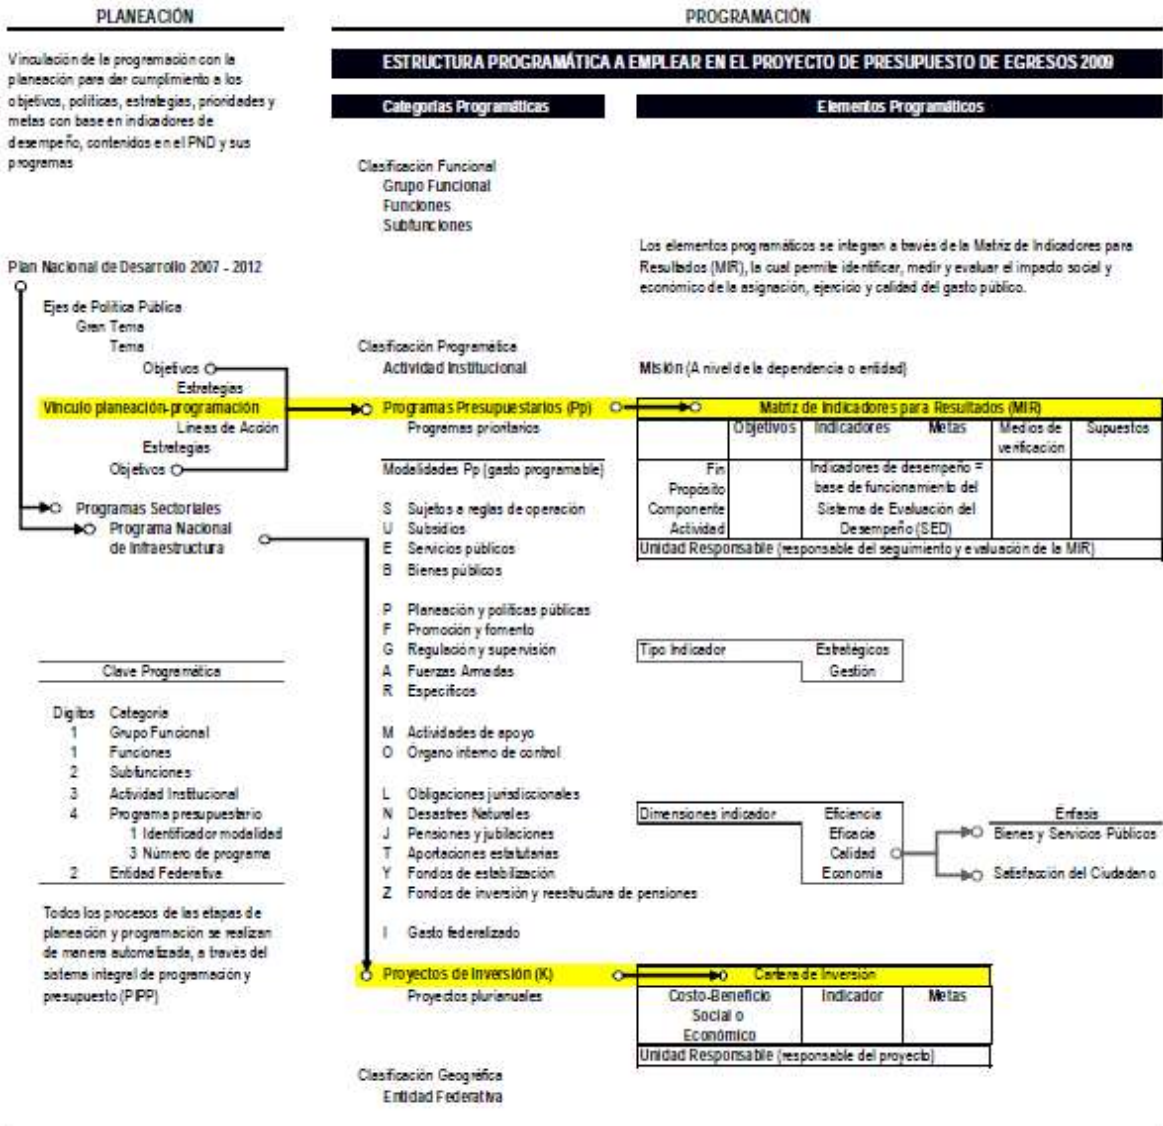 PLANEACIÓN
Vinculación de la programación con la
planeación para dar cumplimiento a los
objetivos, políticas, estrategias, prioridades y
metas con base en indicadores de
desempeño, contenidos en el PND y sus
programas
Plan Nacional de Desarrollo 2007 - 2012
Ejes de Política Pública
Gran Tema
Tema
Objetivos
Estrategias
Vínculo planeación-programación
Líneas de Acción
Estrategias
Objetivos
Programas Sectoriales
Programa Nacional
de Infraestructura
Clave Programática
Dígitos Categoría
1 Grupo Funcional
1 Funciones
2 Subfunciones
3 Actividad Institucional
4 Programa presupuestario
1 Identificador modalidad
3 Número de programa
2 Entidad Federativa
Todos los procesos de las etapas de
planeación y programación se realizan
de manera automatizada, a través del
sistema integral de programación y
presupuesto (PIPP)
PROGRAMACIÓN
ESTRUCTURA PROGRAMÁTICA A EMPLEAR EN EL PROYECTO DE PRESUPUESTO DE EGRESOS 2009
Categorías Programáticas
Clasificación Funcional
Grupo Funcional
Funciones
Subfunciones
Clasificación Programática
Actividad Institucional
Programas Presupuestarios (Pp)
Programas prioritarios
Modalidades Pp (gasto programable)
S Sujetos a reglas de operación
U Subsidios
E Servicios públicos
B Bienes públicos
P Planeación y políticas públicas
F Promoción y fomento
G Regulación y supervisión
A Fuerzas Armadas
R Específicos
M Actividades de apoyo
O Órgano interno de control
L Obligaciones jurisdiccionales
N Desastres Naturales
J Pensiones y jubilaciones
T Aportaciones estatutarias
Y Fondos de estabilización
Z Fondos de inversión y reestructura de pensiones
I Gasto federalizado
Proyectos de Inversión (K)
Proyectos plurianuales
Clasificación Geográfica
Entidad Federativa
Elementos Programáticos
Los elementos programáticos se integran a través de la Matriz de Indicadores para
Resultados (MIR), la cual permite identificar, medir y evaluar el impacto social y
económico de la asignación, ejercicio y calidad del gasto público.
Misión (A nivel de la dependencia o entidad)
Matriz de Indicadores para Resultados (MIR)
Objetivos Indicadores Metas Medios de Supuestos
verificación
Fin Indicadores de desempeño =
Propósito base de funcionamiento del
Componente Sistema de Evaluación del
Actividad Desempeño (SED)
Unidad Responsable (responsable del seguimiento y evaluación de la MIR)
Tipo Indicador Estratégicos
Gestión
Dimensiones indicador Eficiencia Énfasis
Eficacia Bienes y Servicios Públicos
Calidad
Economía Satisfacción del Ciudadano
Cartera de Inversión
Costo-Beneficio Indicador Metas
Social o
Económico
Unidad Responsable (responsable del proyecto)